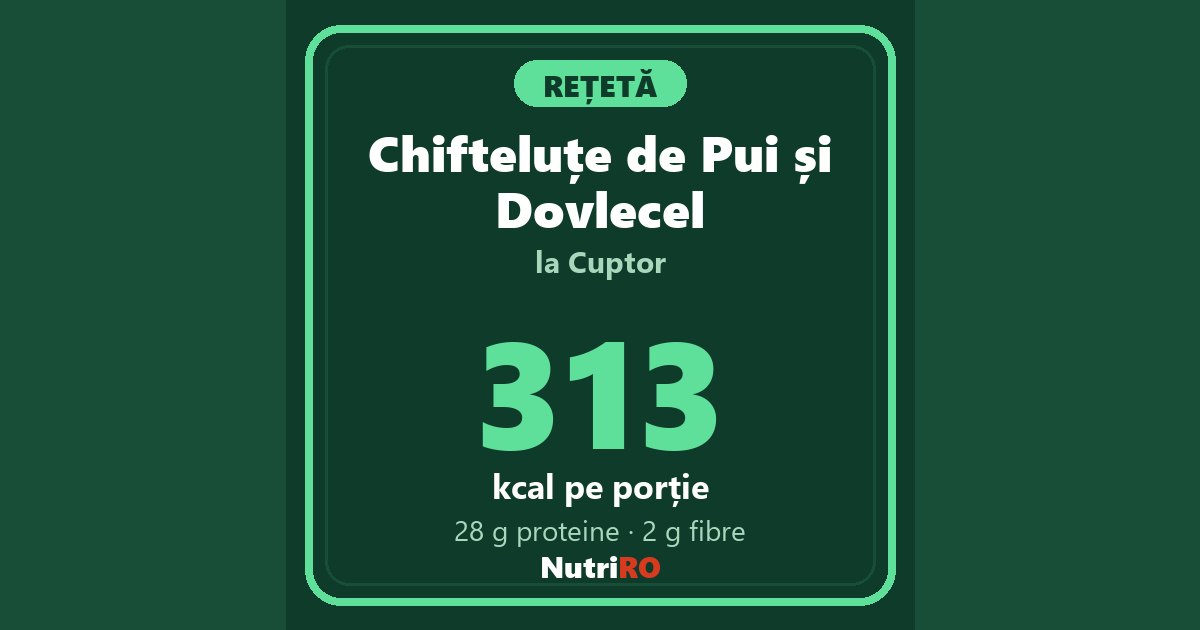 REȚETĂ
Chifteluțe de Pui și
Dovlecel
la Cuptor
313
kcal pe porție
28 g proteine · 2 g fibre
NutriRO